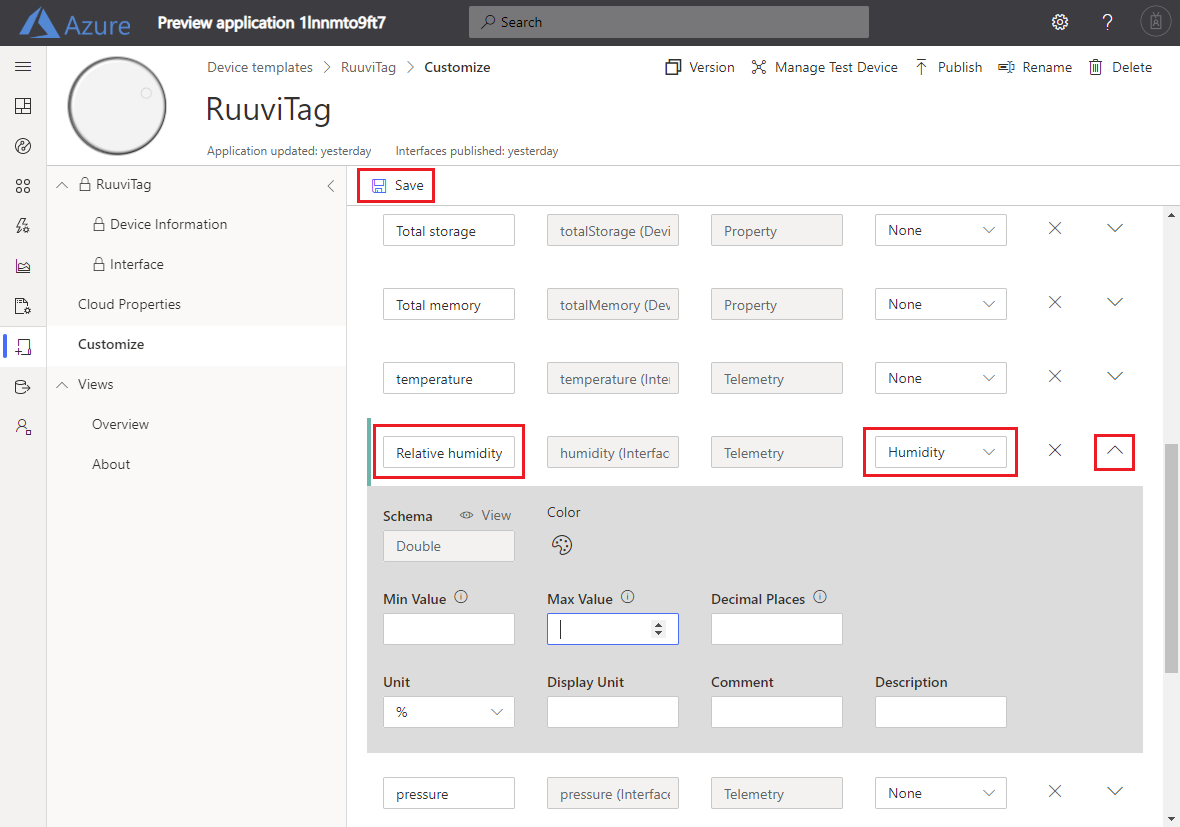 Azure Preview application 1lnnmto9ft7 Search ?
Device templates > RuuviTag > Customize Version Manage Test Device Publish Rename Delete
RuuviTag
Application updated: yesterday Interfaces published: yesterday
RuuviTag
Device Information
Interface
Cloud Properties
Customize
Views
Overview
About
Save
Total storage totalStorage (Devi Property None
Total memory totalMemory (Dev Property None
temperature temperature (Inter Telemetry None
Relative humidity humidity (Interfac Telemetry Humidity
Schema View Color
Double
Min Value Max Value Decimal Places
Unit Display Unit Comment Description
%
pressure pressure (Interface Telemetry None